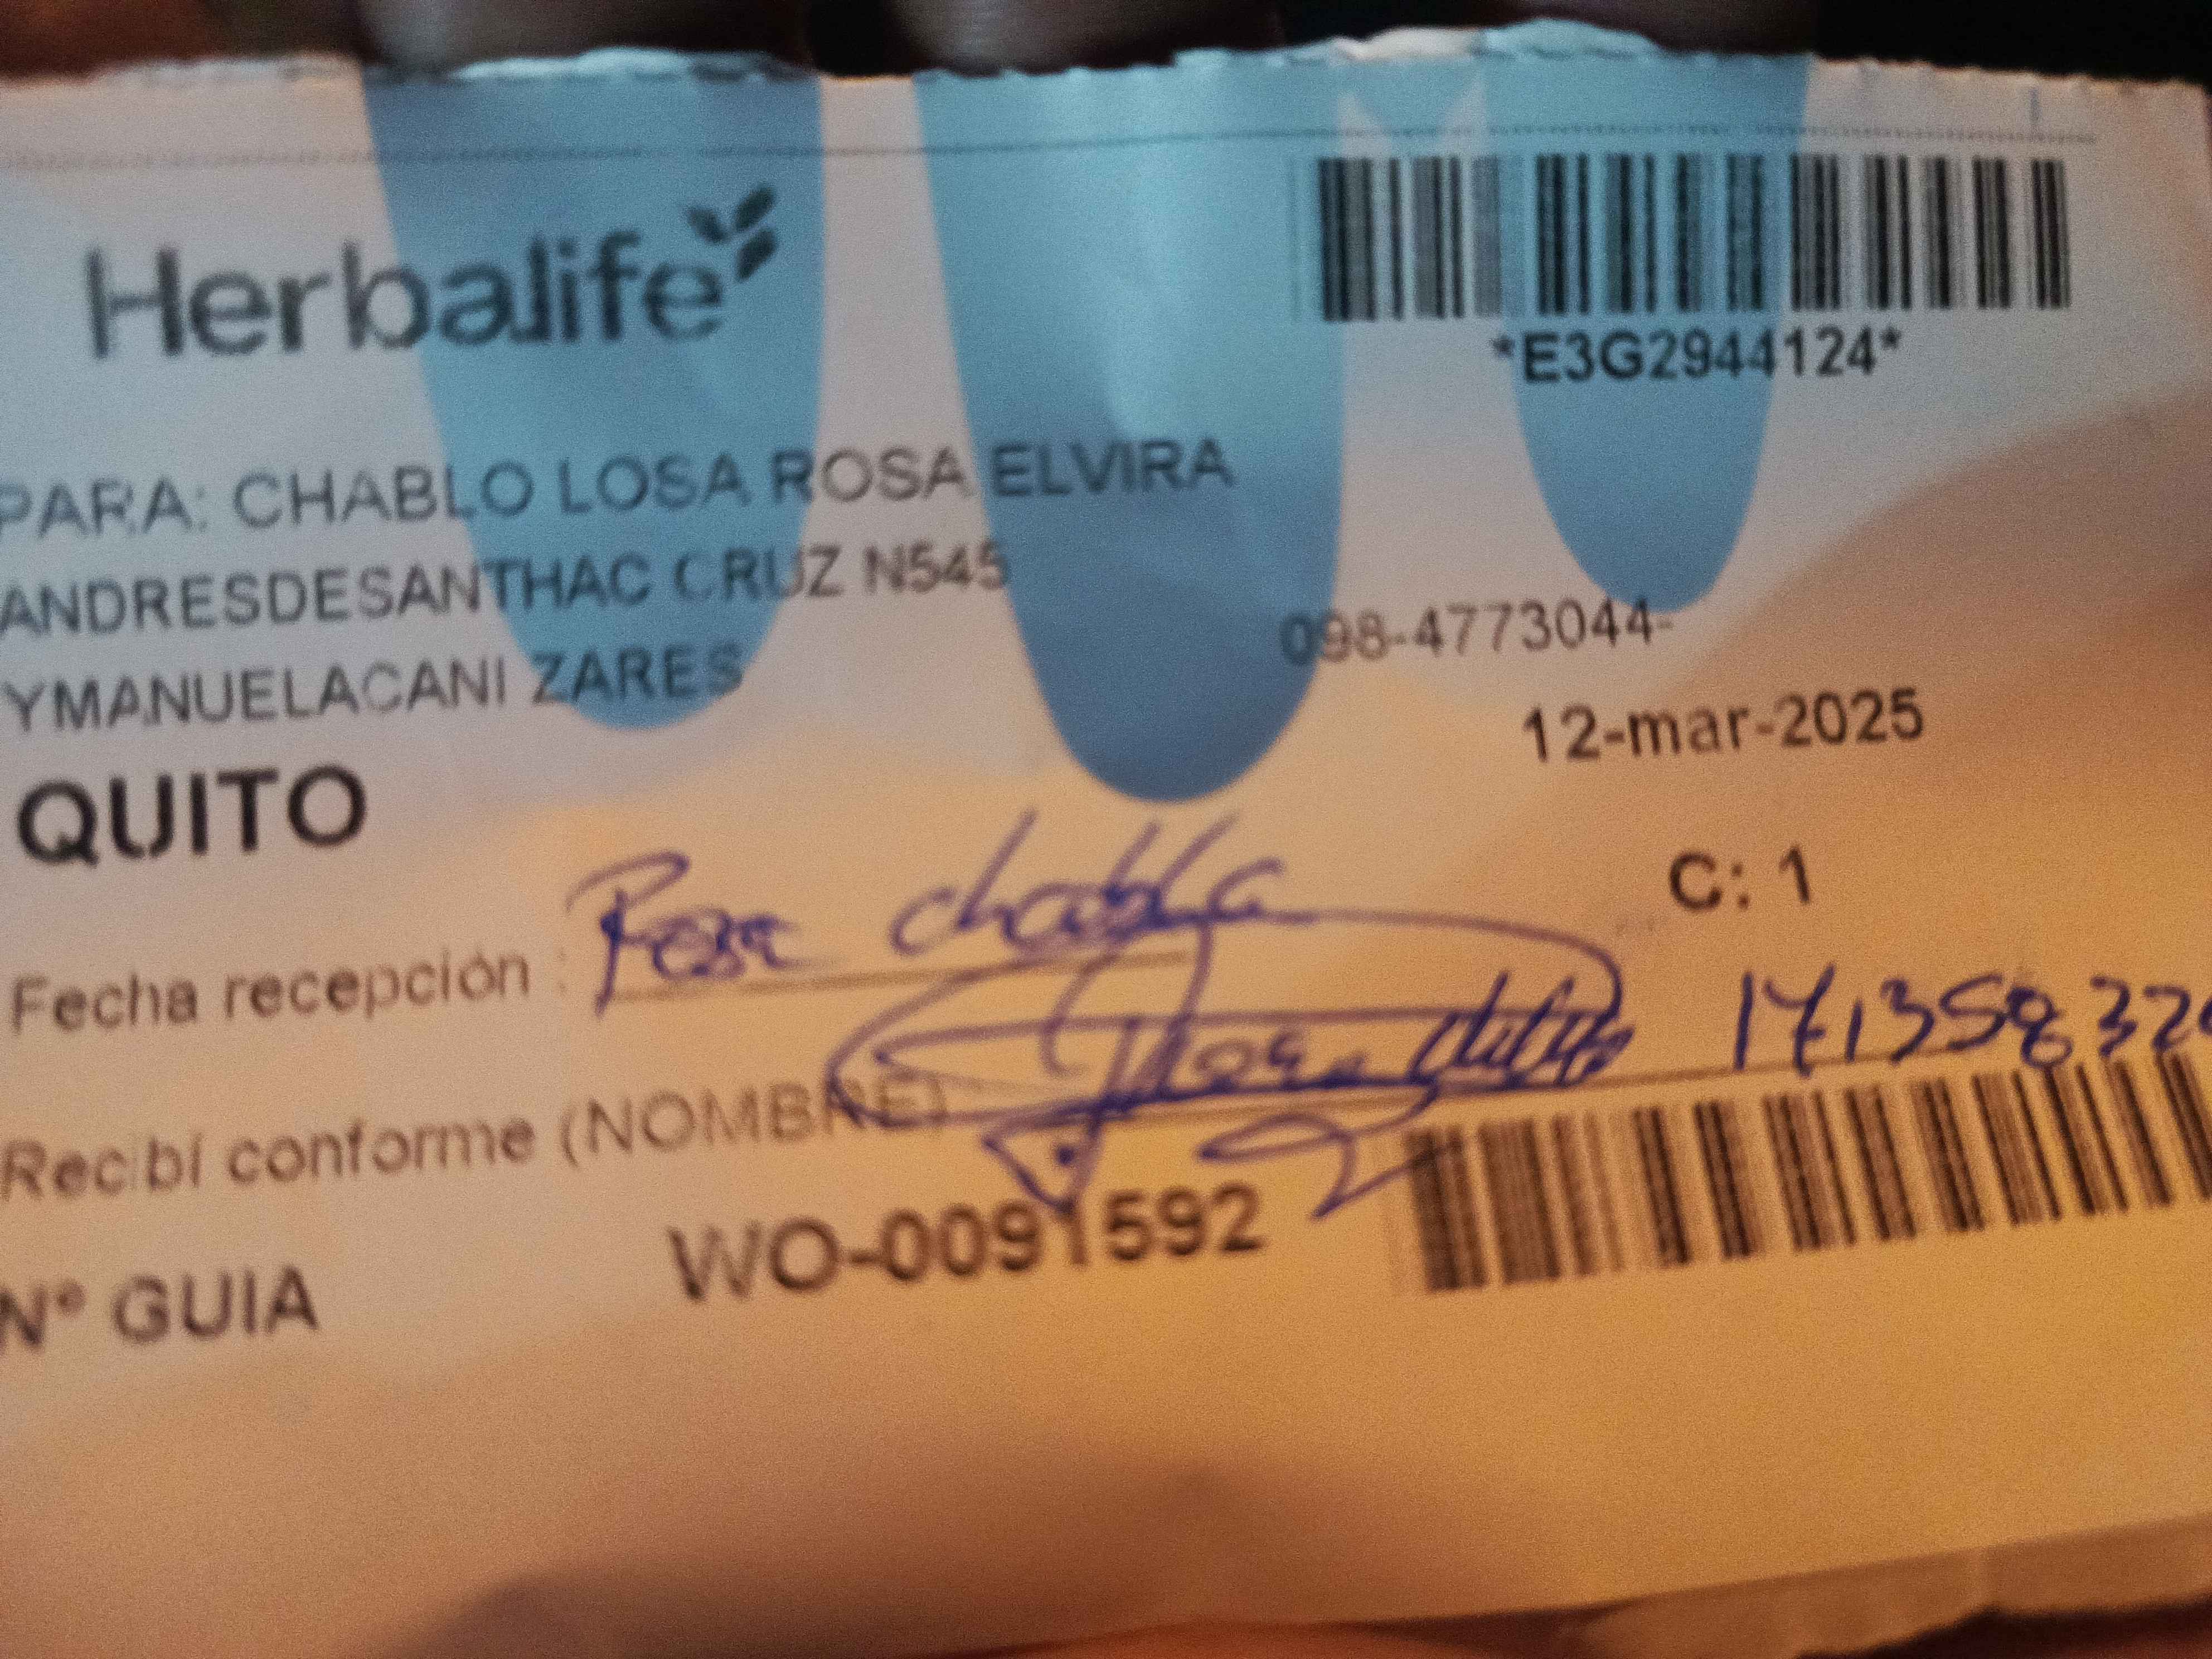 Herbalife
*E3G2944124*
PARA: CHABLO LOSA ROSA ELVIRA
ANDRESDESANTHAC CRUZ N545
098-4773044-
YMANUELACANI ZARES
12-mar-2025
QUITO
C: 1
Fecha recepción : Rosa chabla
Recibí conforme (NOMBRE)
N° GUIA WO-0091592